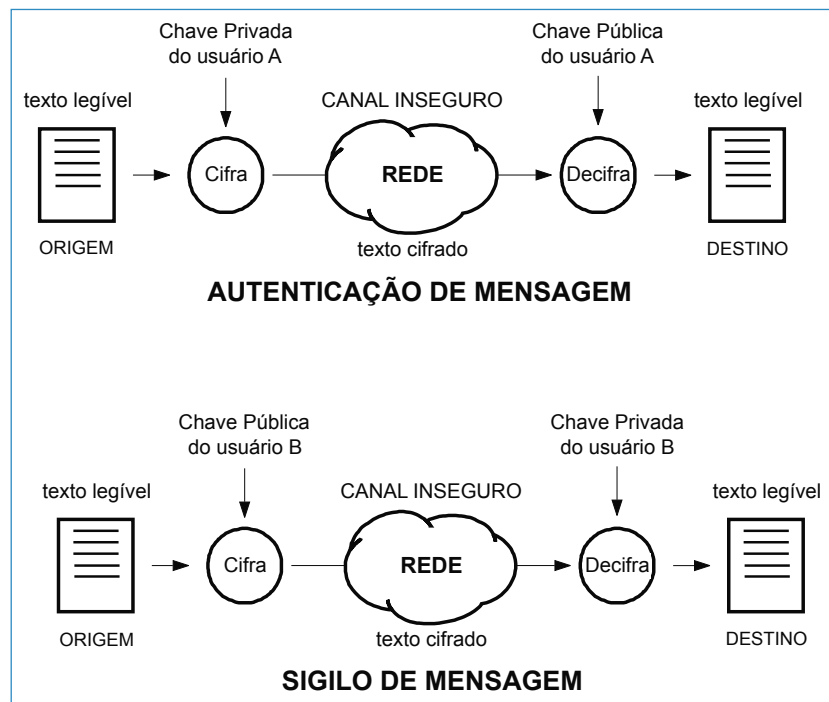 Chave Privada
do usuário A
Chave Pública
do usuário A
texto legível
CANAL INSEGURO
texto legível
Cifra
REDE
Decifra
ORIGEM
texto cifrado
DESTINO
AUTENTICAÇÃO DE MENSAGEM
Chave Pública
do usuário B
Chave Privada
do usuário B
texto legível
CANAL INSEGURO
texto legível
Cifra
REDE
Decifra
ORIGEM
texto cifrado
DESTINO
SIGILO DE MENSAGEM